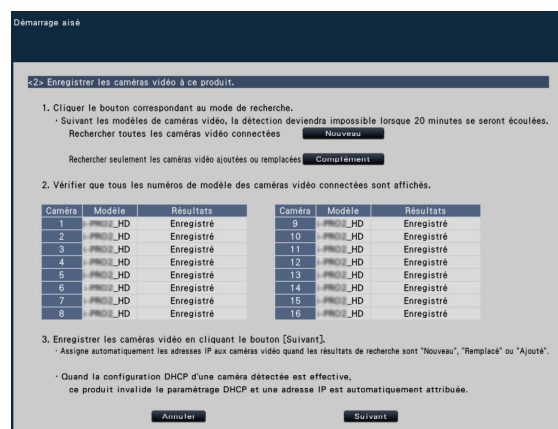 Démarrage aisé
<2> Enregistrer les caméras vidéo à ce produit.
1. Cliquer le bouton correspondant au mode de recherche.
· Suivant les modèles de caméras vidéo, la détection deviendra impossible lorsque 20 minutes se seront écoulées.
Rechercher toutes les caméras vidéo connectées Nouveau
Rechercher seulement les caméras vidéo ajoutées ou remplacées Complément
2. Vérifier que tous les numéros de modèle des caméras vidéo connectées sont affichés.
Caméra Modèle Résultats Caméra Modèle Résultats
1 _HD Enregistré 9 _HD Enregistré
2 _HD Enregistré 10 _HD Enregistré
3 _HD Enregistré 11 _HD Enregistré
4 _HD Enregistré 12 _HD Enregistré
5 _HD Enregistré 13 _HD Enregistré
6 _HD Enregistré 14 _HD Enregistré
7 _HD Enregistré 15 _HD Enregistré
8 _HD Enregistré 16 _HD Enregistré
3. Enregistrer les caméras vidéo en cliquant le bouton [Suivant].
· Assigne automatiquement les adresses IP aux caméras vidéo quand les résultats de recherche sont "Nouveau", "Remplacé" ou "Ajouté".
· Quand la configuration DHCP d'une caméra détectée est effective,
ce produit invalide le paramétrage DHCP et une adresse IP est automatiquement attribuée.
Annuler Suivant